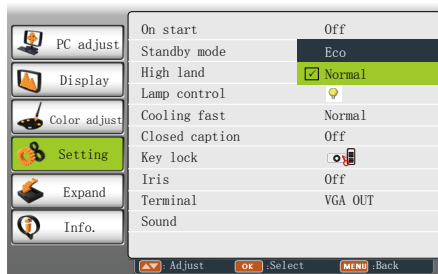 PC adjust
Display
Color adjust
Setting
Expand
Info.
On start Off
Standby mode Eco
High land Normal
Lamp control
Cooling fast Normal
Closed caption Off
Key lock
Iris Off
Terminal VGA OUT
Sound
: Adjust OK :Select MENU :Back